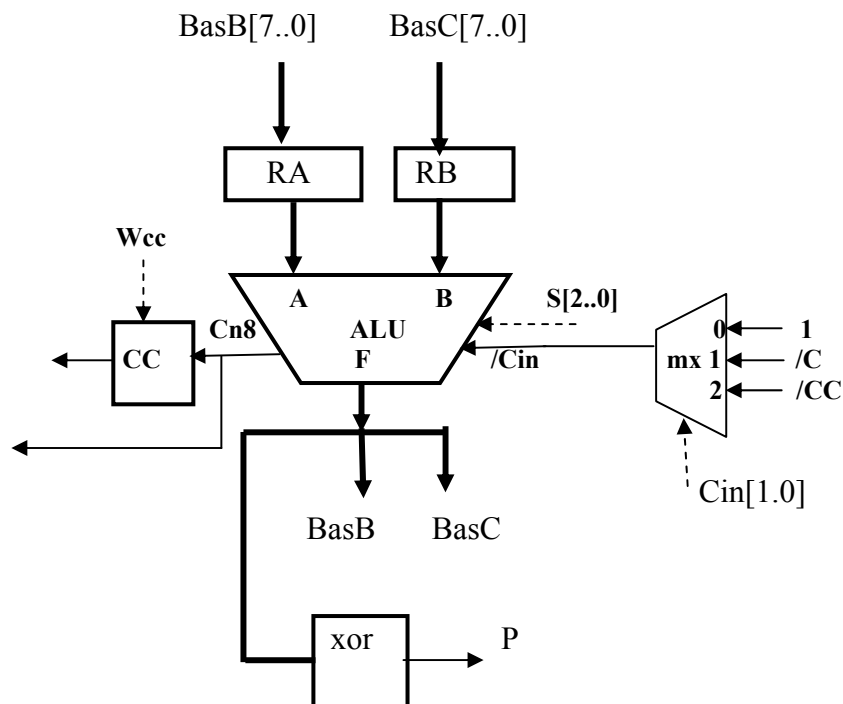 BasB[7..0] BasC[7..0]
RA RB
Wcc
A B S[2..0]
Cn8 ALU 0 1
CC F /Cin mx 1 /C
2 /CC
Cin[1.0]
BasB BasC
xor P